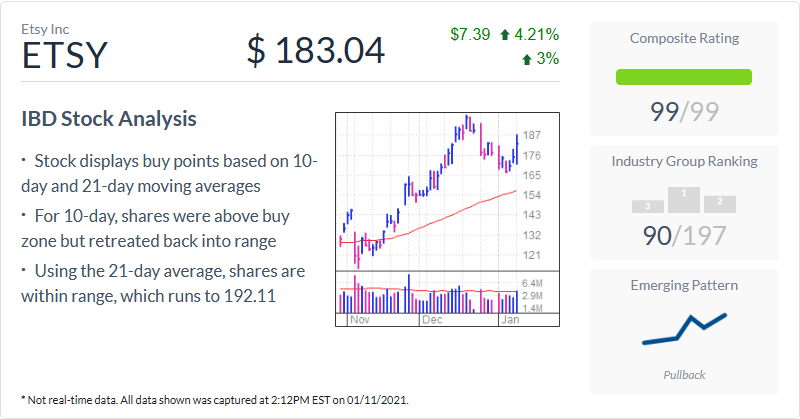 Etsy Inc
ETSY
$ 183.04
$7.39 4.21%
3%
IBD Stock Analysis
· Stock displays buy points based on 10-
day and 21-day moving averages
· For 10-day, shares were above buy
zone but retreated back into range
· Using the 21-day average, shares are
within range, which runs to 192.11
187
176
165
154
143
132
121
6.4M
2.9M
1.4M
Nov Dec Jan
Composite Rating
99/99
Industry Group Ranking
3 1 2
90/197
Emerging Pattern
Pullback
* Not real-time data. All data shown was captured at 2:12PM EST on 01/11/2021.